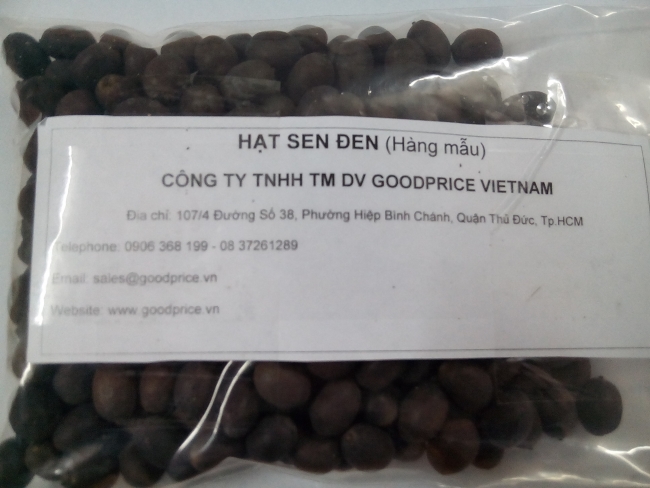 HẠT SEN ĐEN (Hàng mẫu)
CÔNG TY TNHH TM DV GOODPRICE VIETNAM
Địa chỉ: 107/4 Đường Số 38, Phường Hiệp Bình Chánh, Quận Thủ Đức, Tp.HCM
Telephone: 0906 368 199 - 08 37261289
Email: sales@goodprice.vn
Website: www.goodprice.vn